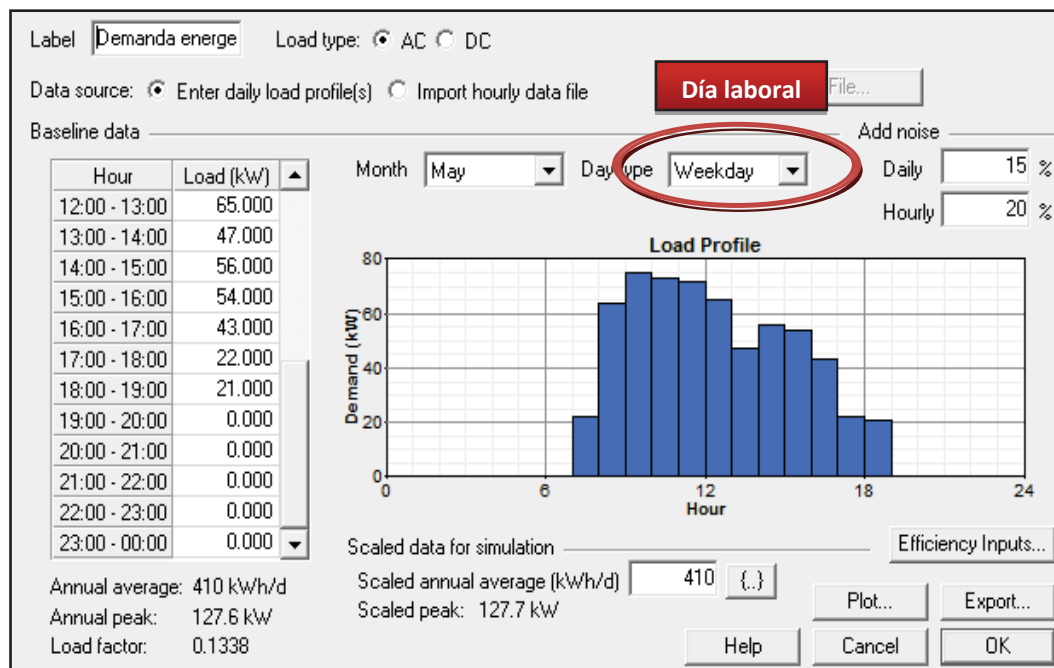 Label Demanda energe Load type: AC DC
Data source: Enter daily load profile(s) Import hourly data file Día laboral File...
Baseline data Add noise
Month May Day type Weekday Daily 15 %
Hourly 20 %
Hour Load (kW)
12:00 - 13:00 65.000
13:00 - 14:00 47.000
14:00 - 15:00 56.000
15:00 - 16:00 54.000
16:00 - 17:00 43.000
17:00 - 18:00 22.000
18:00 - 19:00 21.000
19:00 - 20:00 0.000
20:00 - 21:00 0.000
21:00 - 22:00 0.000
22:00 - 23:00 0.000
23:00 - 00:00 0.000
Load Profile
Demand (kW)
80
60
40
20
0
0 6 12 18 24
Hour
Efficiency Inputs...
Scaled data for simulation
Scaled annual average (kWh/d) 410 {..}
Scaled peak: 127.7 kW
Annual average: 410 kWh/d
Annual peak: 127.6 kW
Load factor: 0.1338
Plot... Export...
Help Cancel OK